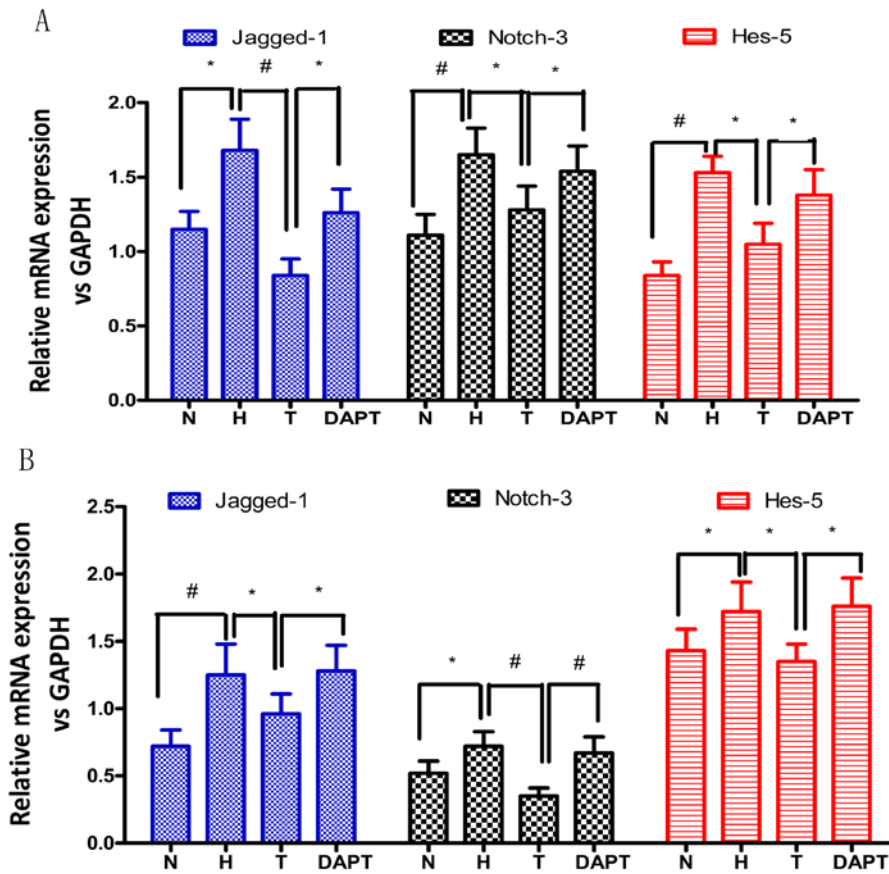 A
Jagged-1 Notch-3 Hes-5
* # * # * * # * *
Relative mRNA expression
vs GAPDH
2.0
1.5
1.0
0.5
0.0
N H T DAPT N H T DAPT N H T DAPT
B
Jagged-1 Notch-3 Hes-5
# * * * # # * * *
Relative mRNA expression
vs GAPDH
2.5
2.0
1.5
1.0
0.5
0.0
N H T DAPT N H T DAPT N H T DAPT